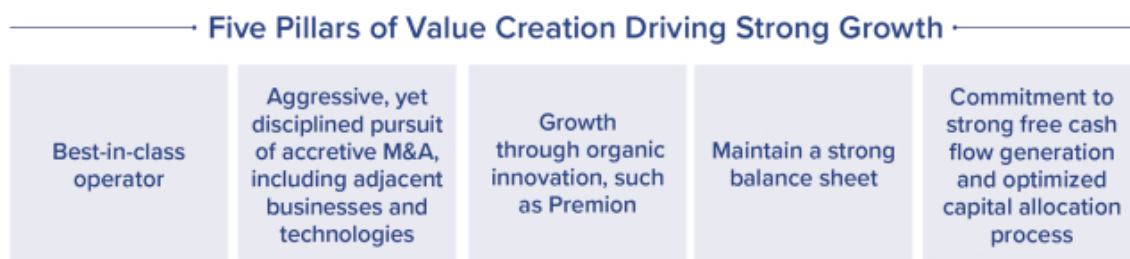 Five Pillars of Value Creation Driving Strong Growth
Best-in-class
operator
Aggressive, yet
disciplined pursuit
of accretive M&A,
including adjacent
businesses and
technologies
Growth
through organic
innovation, such
as Premion
Maintain a strong
balance sheet
Commitment to
strong free cash
flow generation
and optimized
capital allocation
process